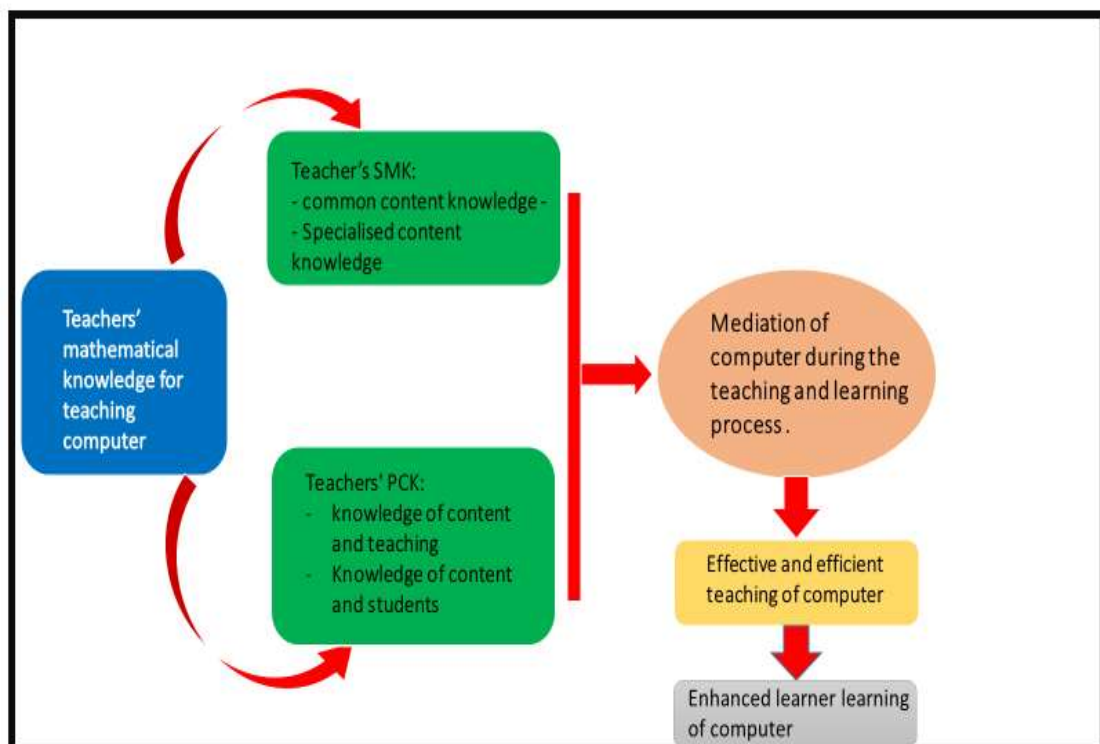 Teachers'
mathematical
knowledge for
teaching
computer
Teacher's SMK:
- common content knowledge -
- Specialised content
knowledge
Teachers' PCK:
- knowledge of content
and teaching
- Knowledge of content
and students
Mediation of
computer during the
teaching and learning
process .
Effective and efficient
teaching of computer
Enhanced learner learning
of computer